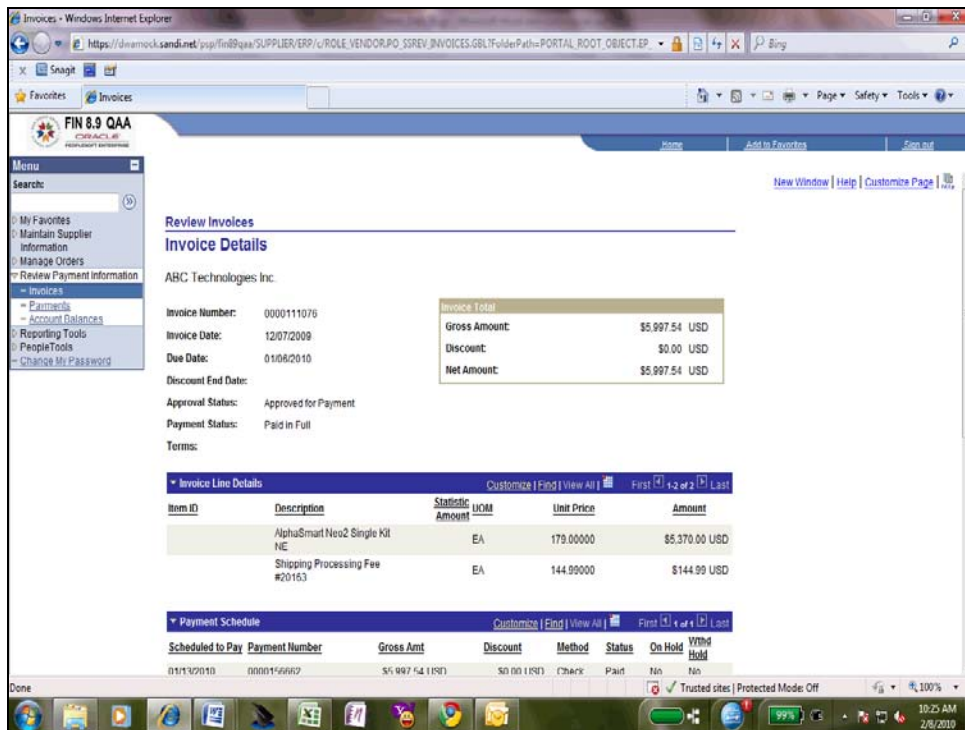 Invoices - Windows Internet Explorer
https://dwamock.sandi.net/psp/fin89qaa/SUPPLIER/ERP/c/ROLE_VENDOR.PO_SSREV_INVOICES.GBL?FolderPath=PORTAL_ROOT_OBJECT.EP_
Bing
x Snagit
Favorites Invoices Page Safety Tools
FIN 8.9 QAA
ORACLE
PEOPLESOFT ENTERPRISE
Home Add to Favorites Sign out
Menu
New Window | Help | Customize Page |
Search:
My Favorites
Maintain Supplier
Information
Manage Orders
Review Payment Information
- Invoices
- Payments
- Account Balances
Reporting Tools
PeopleTools
- Change My Password
Review Invoices
Invoice Details
ABC Technologies Inc.
Invoice Number: 0000111076
Invoice Date: 12/07/2009
Due Date: 01/06/2010
Discount End Date:
Approval Status: Approved for Payment
Payment Status: Paid in Full
Terms:
Invoice Total
Gross Amount: $5,997.54 USD
Discount: $0.00 USD
Net Amount: $5,997.54 USD
Invoice Line Details Customize | Find | View All | First 1-2 of 2 Last
Item ID Description Statistic Amount UOM Unit Price Amount
AlphaSmart Neo2 Single Kit NE EA 179.00000 $5,370.00 USD
Shipping Processing Fee #20163 EA 144.99000 $144.99 USD
Payment Schedule Customize | Find | View All | First 1 of 1 Last
Scheduled to Pay Payment Number Gross Amt Discount Method Status On Hold Wthd Hold
01/13/2010 0000156662 $5,997.54 USD $0.00 USD Check Paid No No
Done Trusted sites | Protected Mode: Off 100%
99%
10:25 AM
2/8/2010